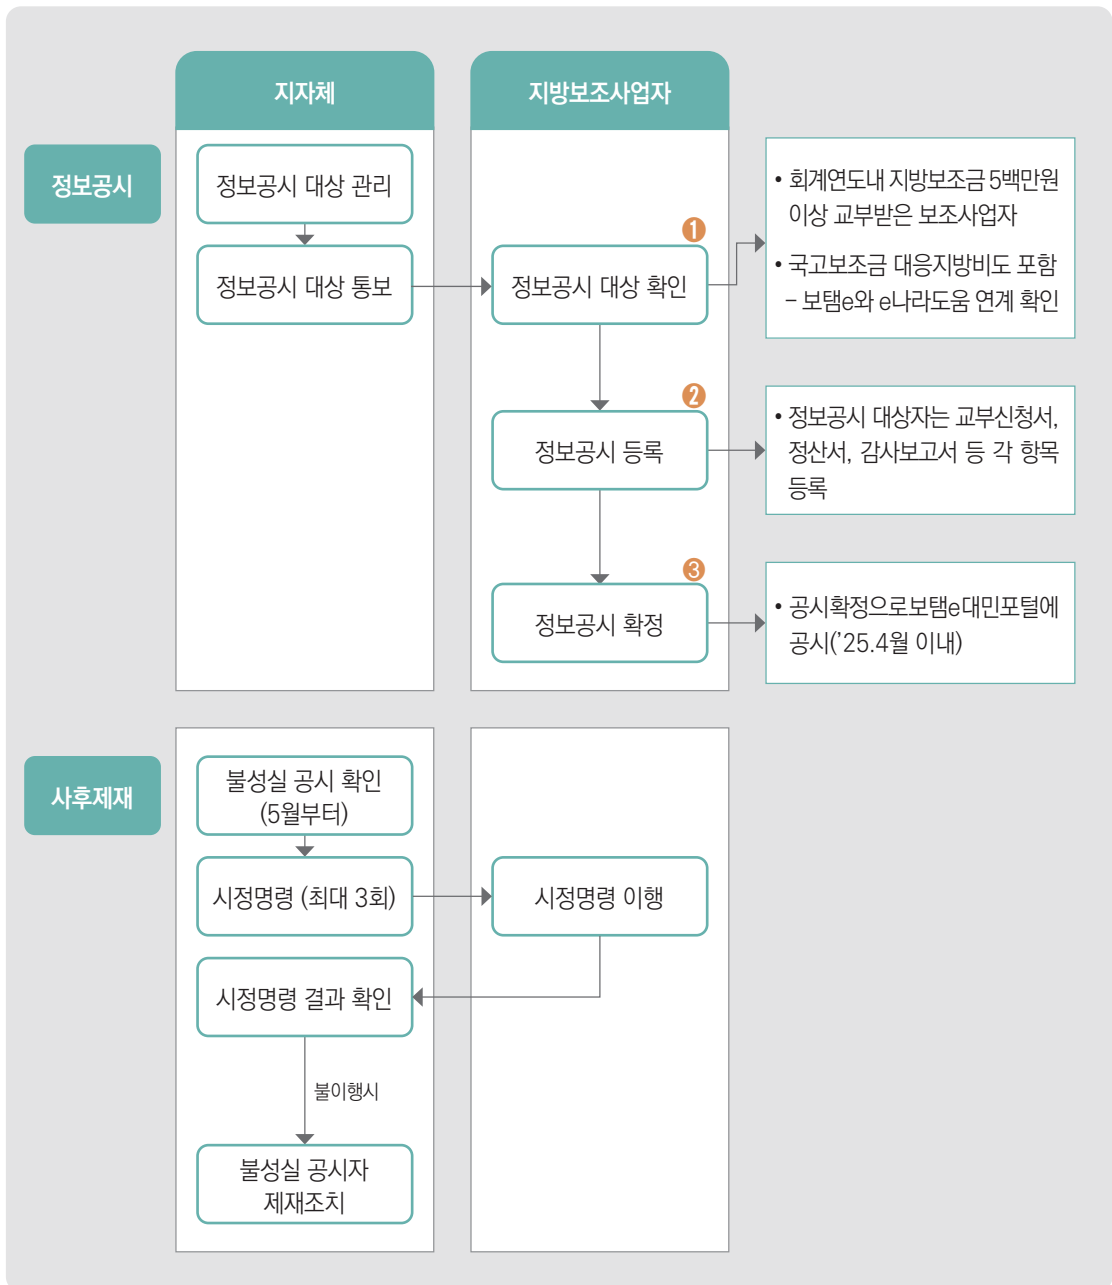 지자체
지방보조사업자
정보공시
정보공시 대상 관리
정보공시 대상 통보
❶
정보공시 대상 확인
• 회계연도내 지방보조금 5백만원
이상 교부받은 보조사업자
• 국고보조금 대응지방비도 포함
– 보탬e와 e나라도움 연계 확인
❷
정보공시 등록
• 정보공시 대상자는 교부신청서,
정산서, 감사보고서 등 각 항목
등록
❸
정보공시 확정
• 공시확정으로보탬e대민포털에
공시(’25.4월 이내)
사후제재
불성실 공시 확인
(5월부터)
시정명령 (최대 3회)
시정명령 이행
시정명령 결과 확인
불이행시
불성실 공시자
제재조치